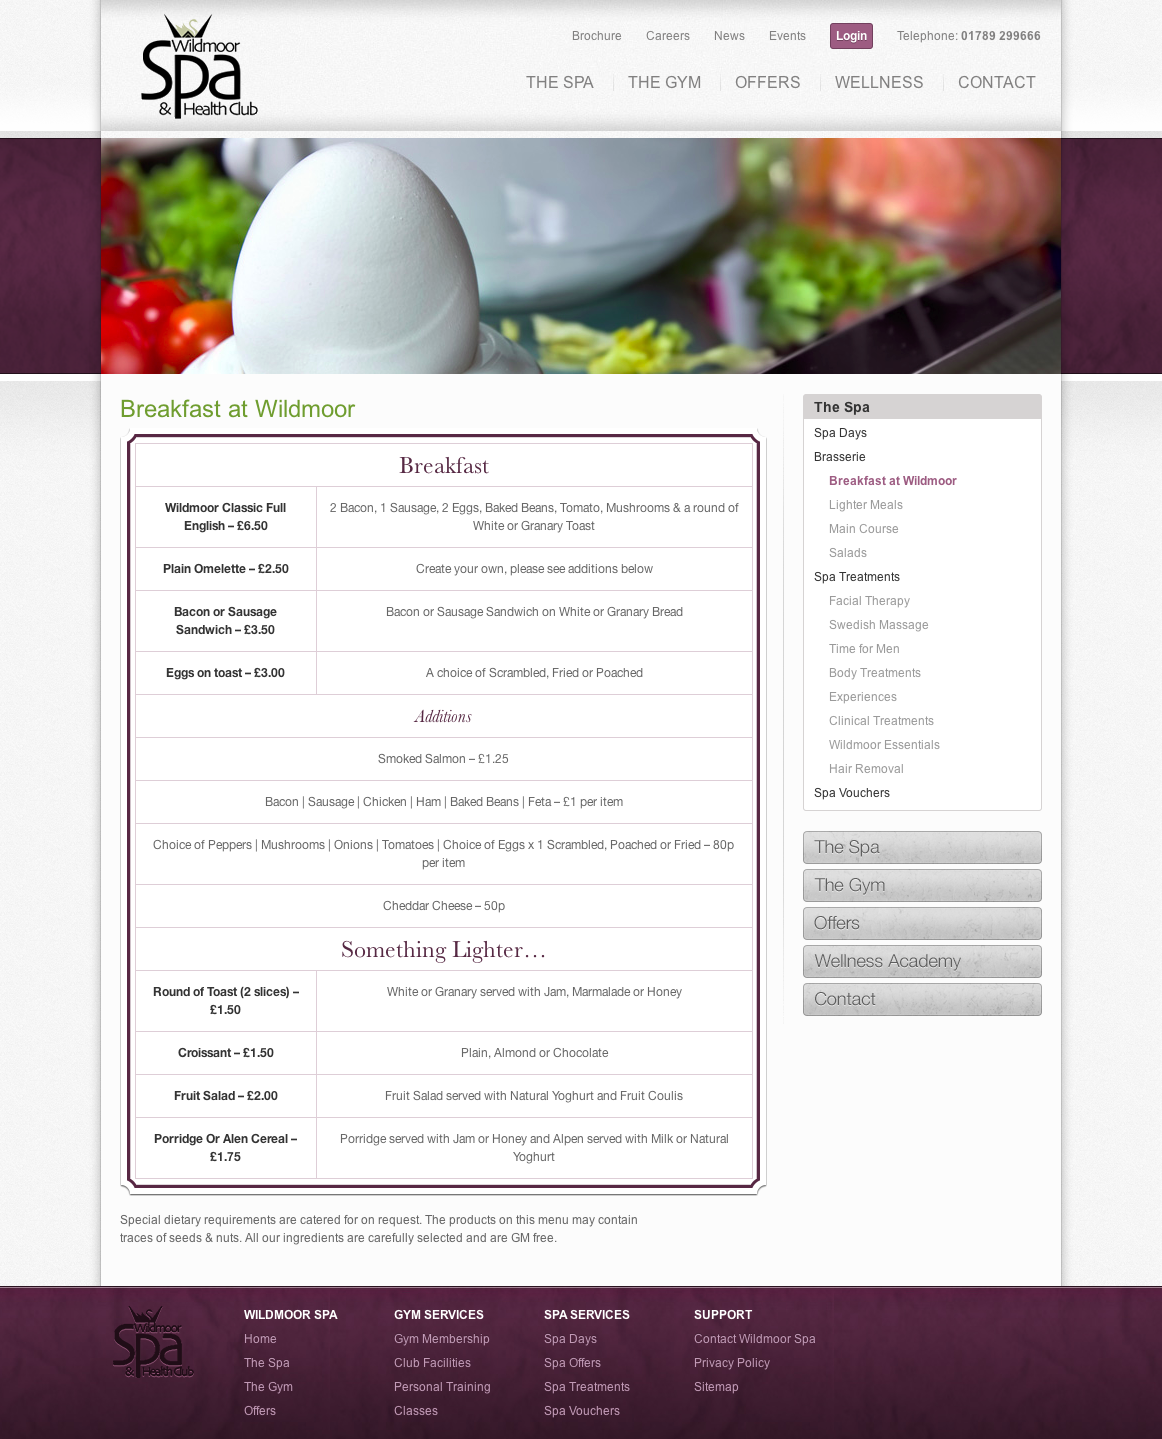 Wildmoor
Spa
& Health Club
Brochure Careers News Events Login Telephone: 01789 299666
THE SPA THE GYM OFFERS WELLNESS CONTACT
Breakfast at Wildmoor
Breakfast
Wildmoor Classic Full
English – £6.50
2 Bacon, 1 Sausage, 2 Eggs, Baked Beans, Tomato, Mushrooms & a round of
White or Granary Toast
Plain Omelette – £2.50
Create your own, please see additions below
Bacon or Sausage
Sandwich – £3.50
Bacon or Sausage Sandwich on White or Granary Bread
Eggs on toast – £3.00
A choice of Scrambled, Fried or Poached
Additions
Smoked Salmon – £1.25
Bacon | Sausage | Chicken | Ham | Baked Beans | Feta – £1 per item
Choice of Peppers | Mushrooms | Onions | Tomatoes | Choice of Eggs x 1 Scrambled, Poached or Fried – 80p
per item
Cheddar Cheese – 50p
Something Lighter…
Round of Toast (2 slices) –
£1.50
White or Granary served with Jam, Marmalade or Honey
Croissant – £1.50
Plain, Almond or Chocolate
Fruit Salad – £2.00
Fruit Salad served with Natural Yoghurt and Fruit Coulis
Porridge Or Alen Cereal –
£1.75
Porridge served with Jam or Honey and Alpen served with Milk or Natural
Yoghurt
Special dietary requirements are catered for on request. The products on this menu may contain
traces of seeds & nuts. All our ingredients are carefully selected and are GM free.
The Spa
Spa Days
Brasserie
Breakfast at Wildmoor
Lighter Meals
Main Course
Salads
Spa Treatments
Facial Therapy
Swedish Massage
Time for Men
Body Treatments
Experiences
Clinical Treatments
Wildmoor Essentials
Hair Removal
Spa Vouchers
The Spa
The Gym
Offers
Wellness Academy
Contact
Wildmoor
Spa
& Health Club
WILDMOOR SPA
Home
The Spa
The Gym
Offers
GYM SERVICES
Gym Membership
Club Facilities
Personal Training
Classes
SPA SERVICES
Spa Days
Spa Offers
Spa Treatments
Spa Vouchers
SUPPORT
Contact Wildmoor Spa
Privacy Policy
Sitemap